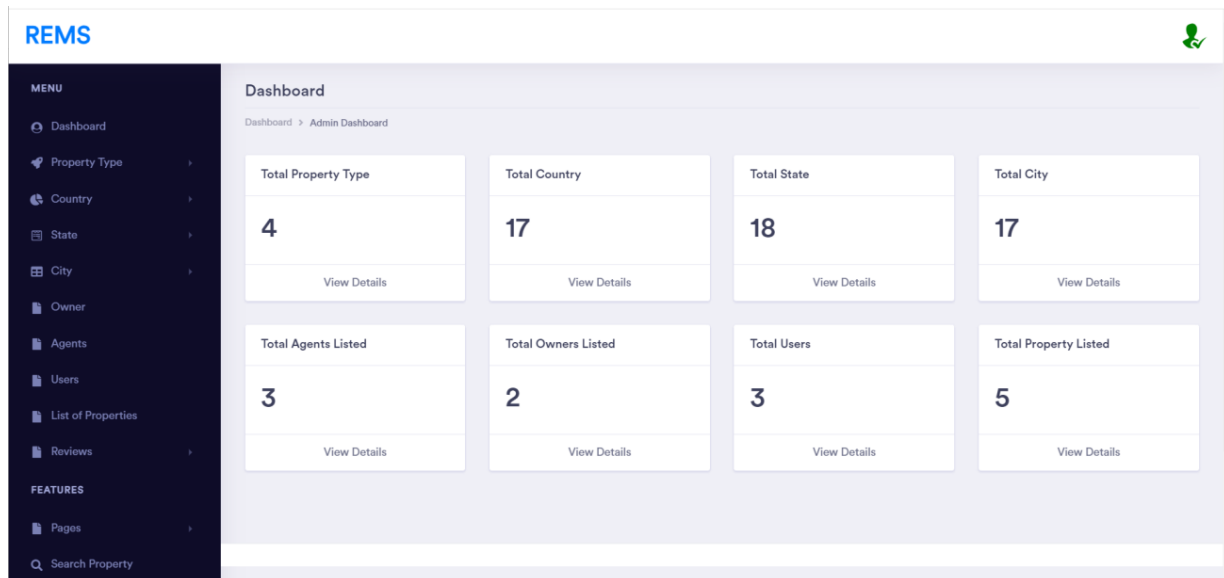 REMS
MENU
Dashboard
Property Type
Country
State
City
Owner
Agents
Users
List of Properties
Reviews
FEATURES
Pages
Search Property
Dashboard
Dashboard > Admin Dashboard
Total Property Type
4
View Details
Total Country
17
View Details
Total State
18
View Details
Total City
17
View Details
Total Agents Listed
3
View Details
Total Owners Listed
2
View Details
Total Users
3
View Details
Total Property Listed
5
View Details